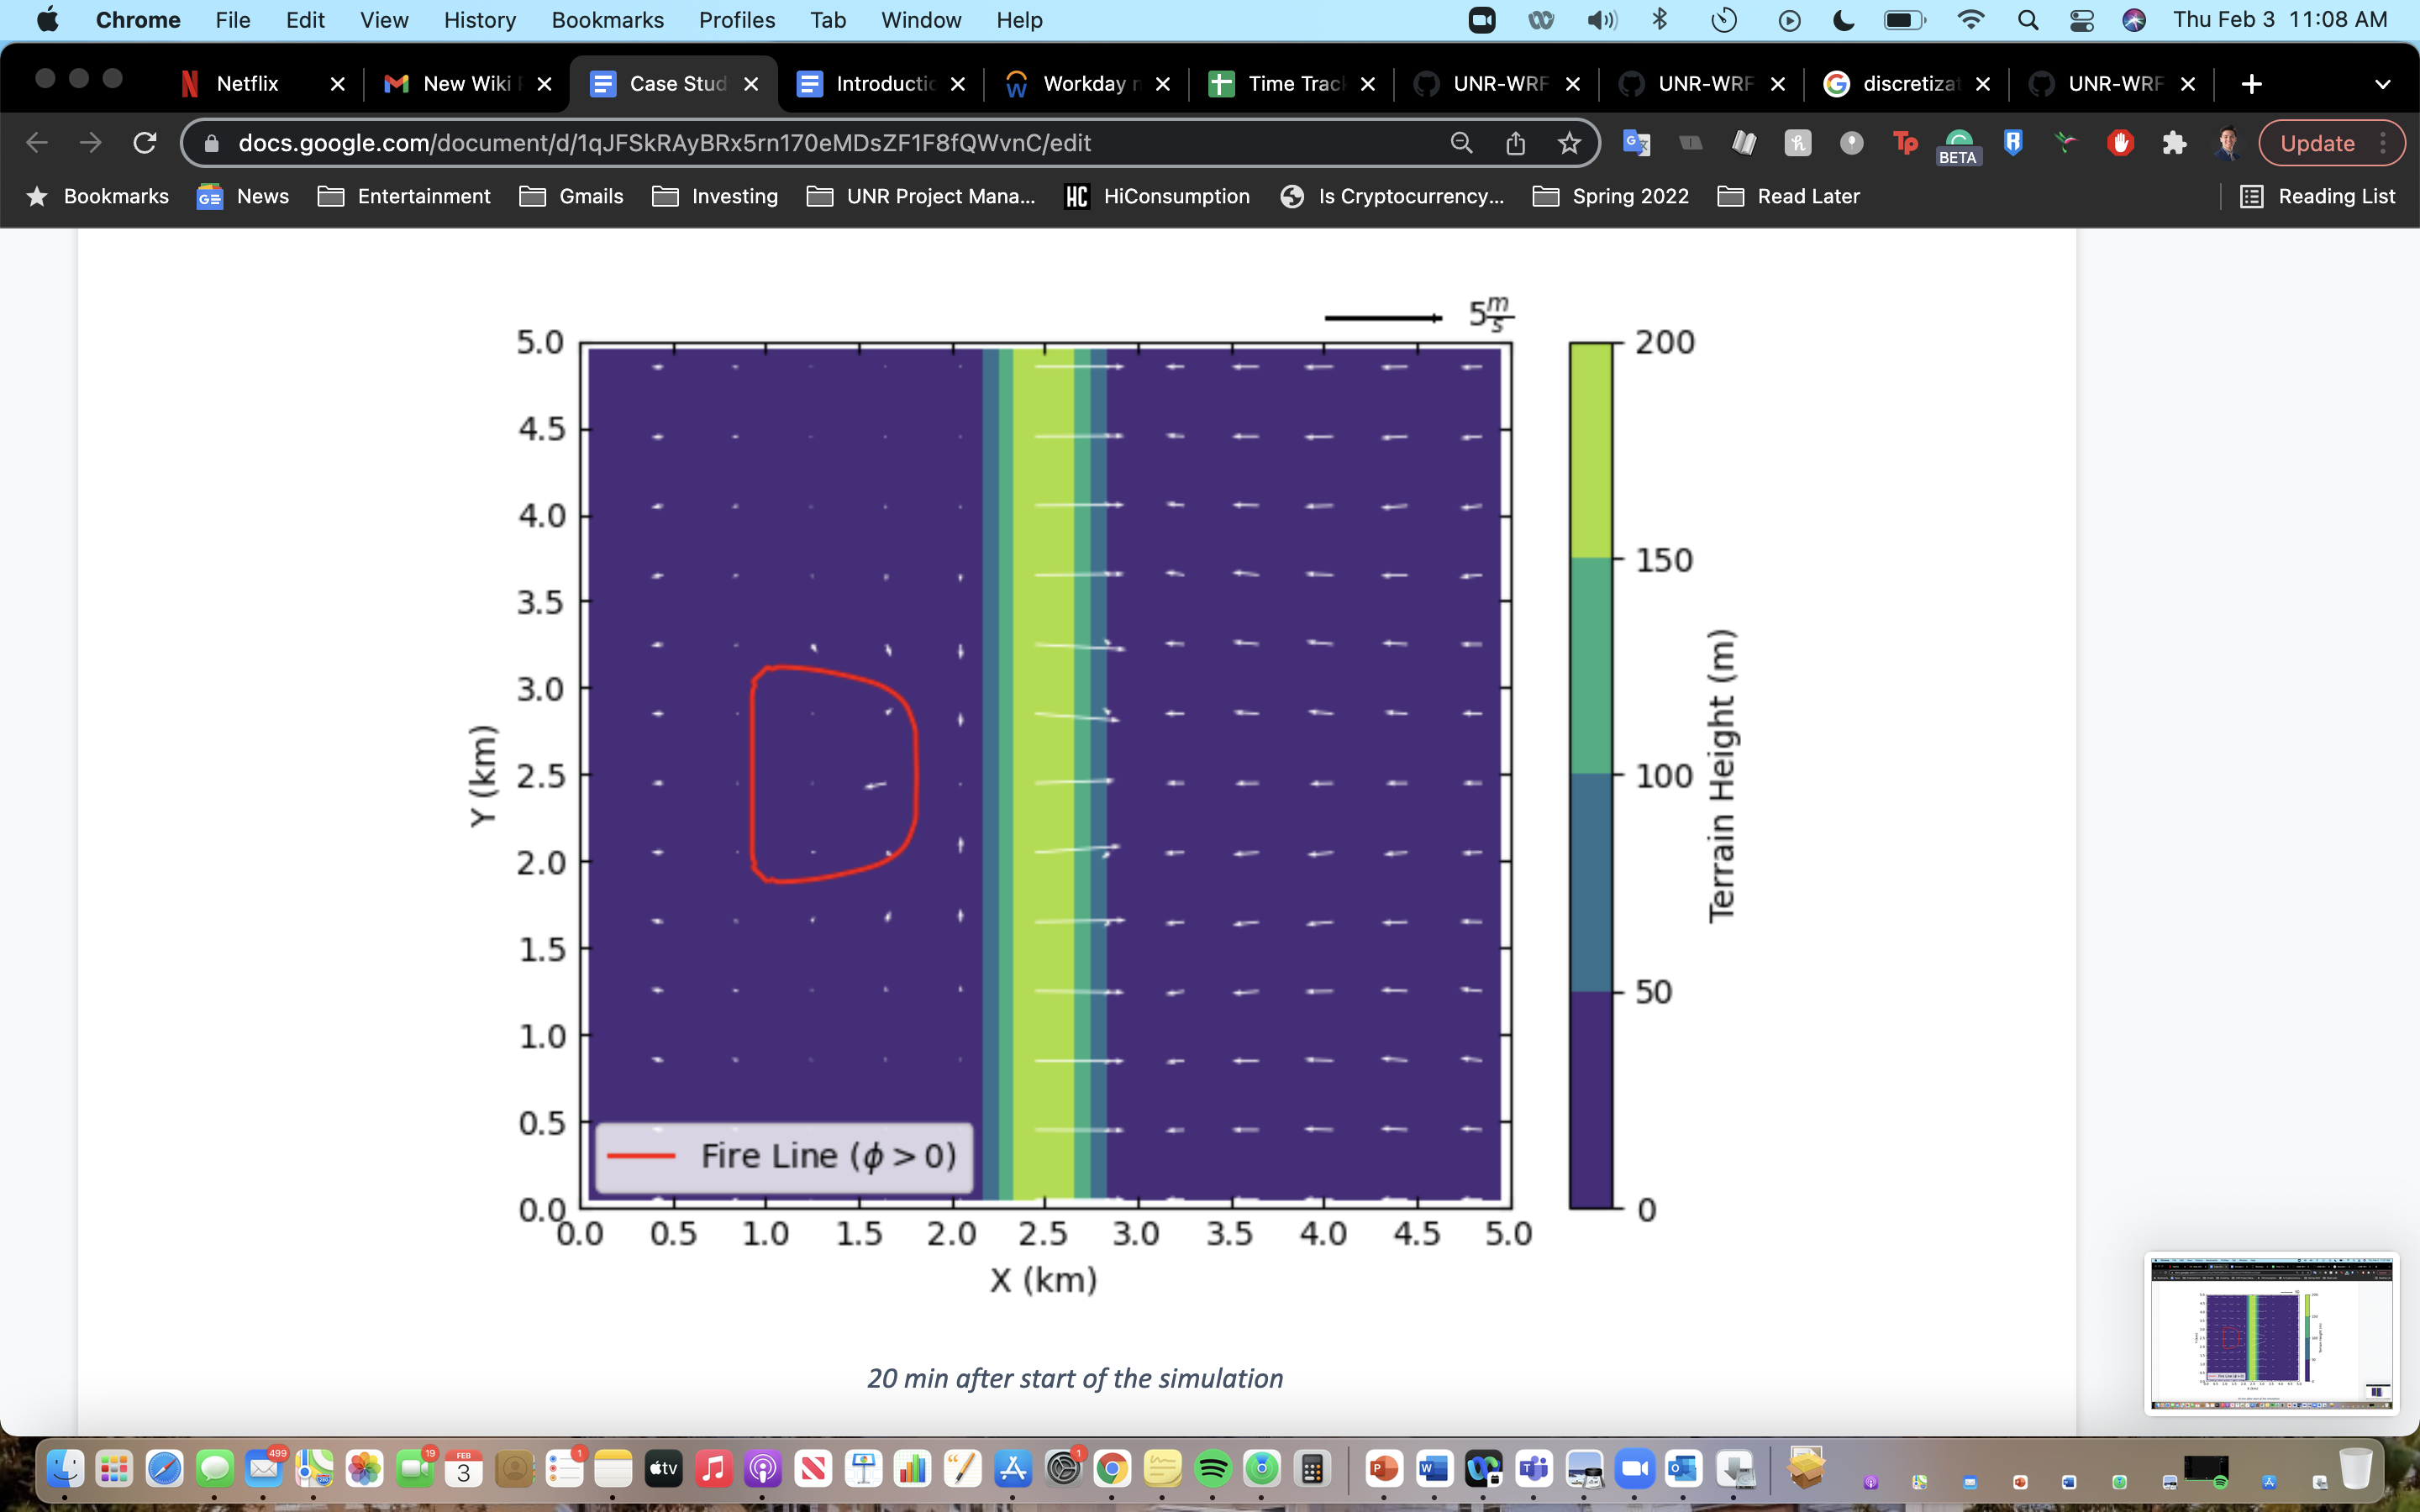 Chrome File Edit View History Bookmarks Profiles Tab Window Help Thu Feb 3 11:08 AM
Netflix New Wiki Case Stud Introductio Workday Time Track UNR-WRF UNR-WRF discretizat UNR-WRF
docs.google.com/document/d/1qJFSkRAyBRx5rn170eMDsZF1F8fQWvnC/edit Tp BETA Update
Bookmarks GE News Entertainment Gmails Investing UNR Project Mana... HC HiConsumption Is Cryptocurrency... Spring 2022 Read Later Reading List
5 m/s
5.0
4.5
4.0
3.5
3.0
2.5
2.0
1.5
1.0
0.5
0.0
Y (km)
Fire Line (ϕ > 0)
0.0 0.5 1.0 1.5 2.0 2.5 3.0 3.5 4.0 4.5 5.0
X (km)
200
150
100
50
0
Terrain Height (m)
20 min after start of the simulation
499 19 FEB 3 1 tv 1